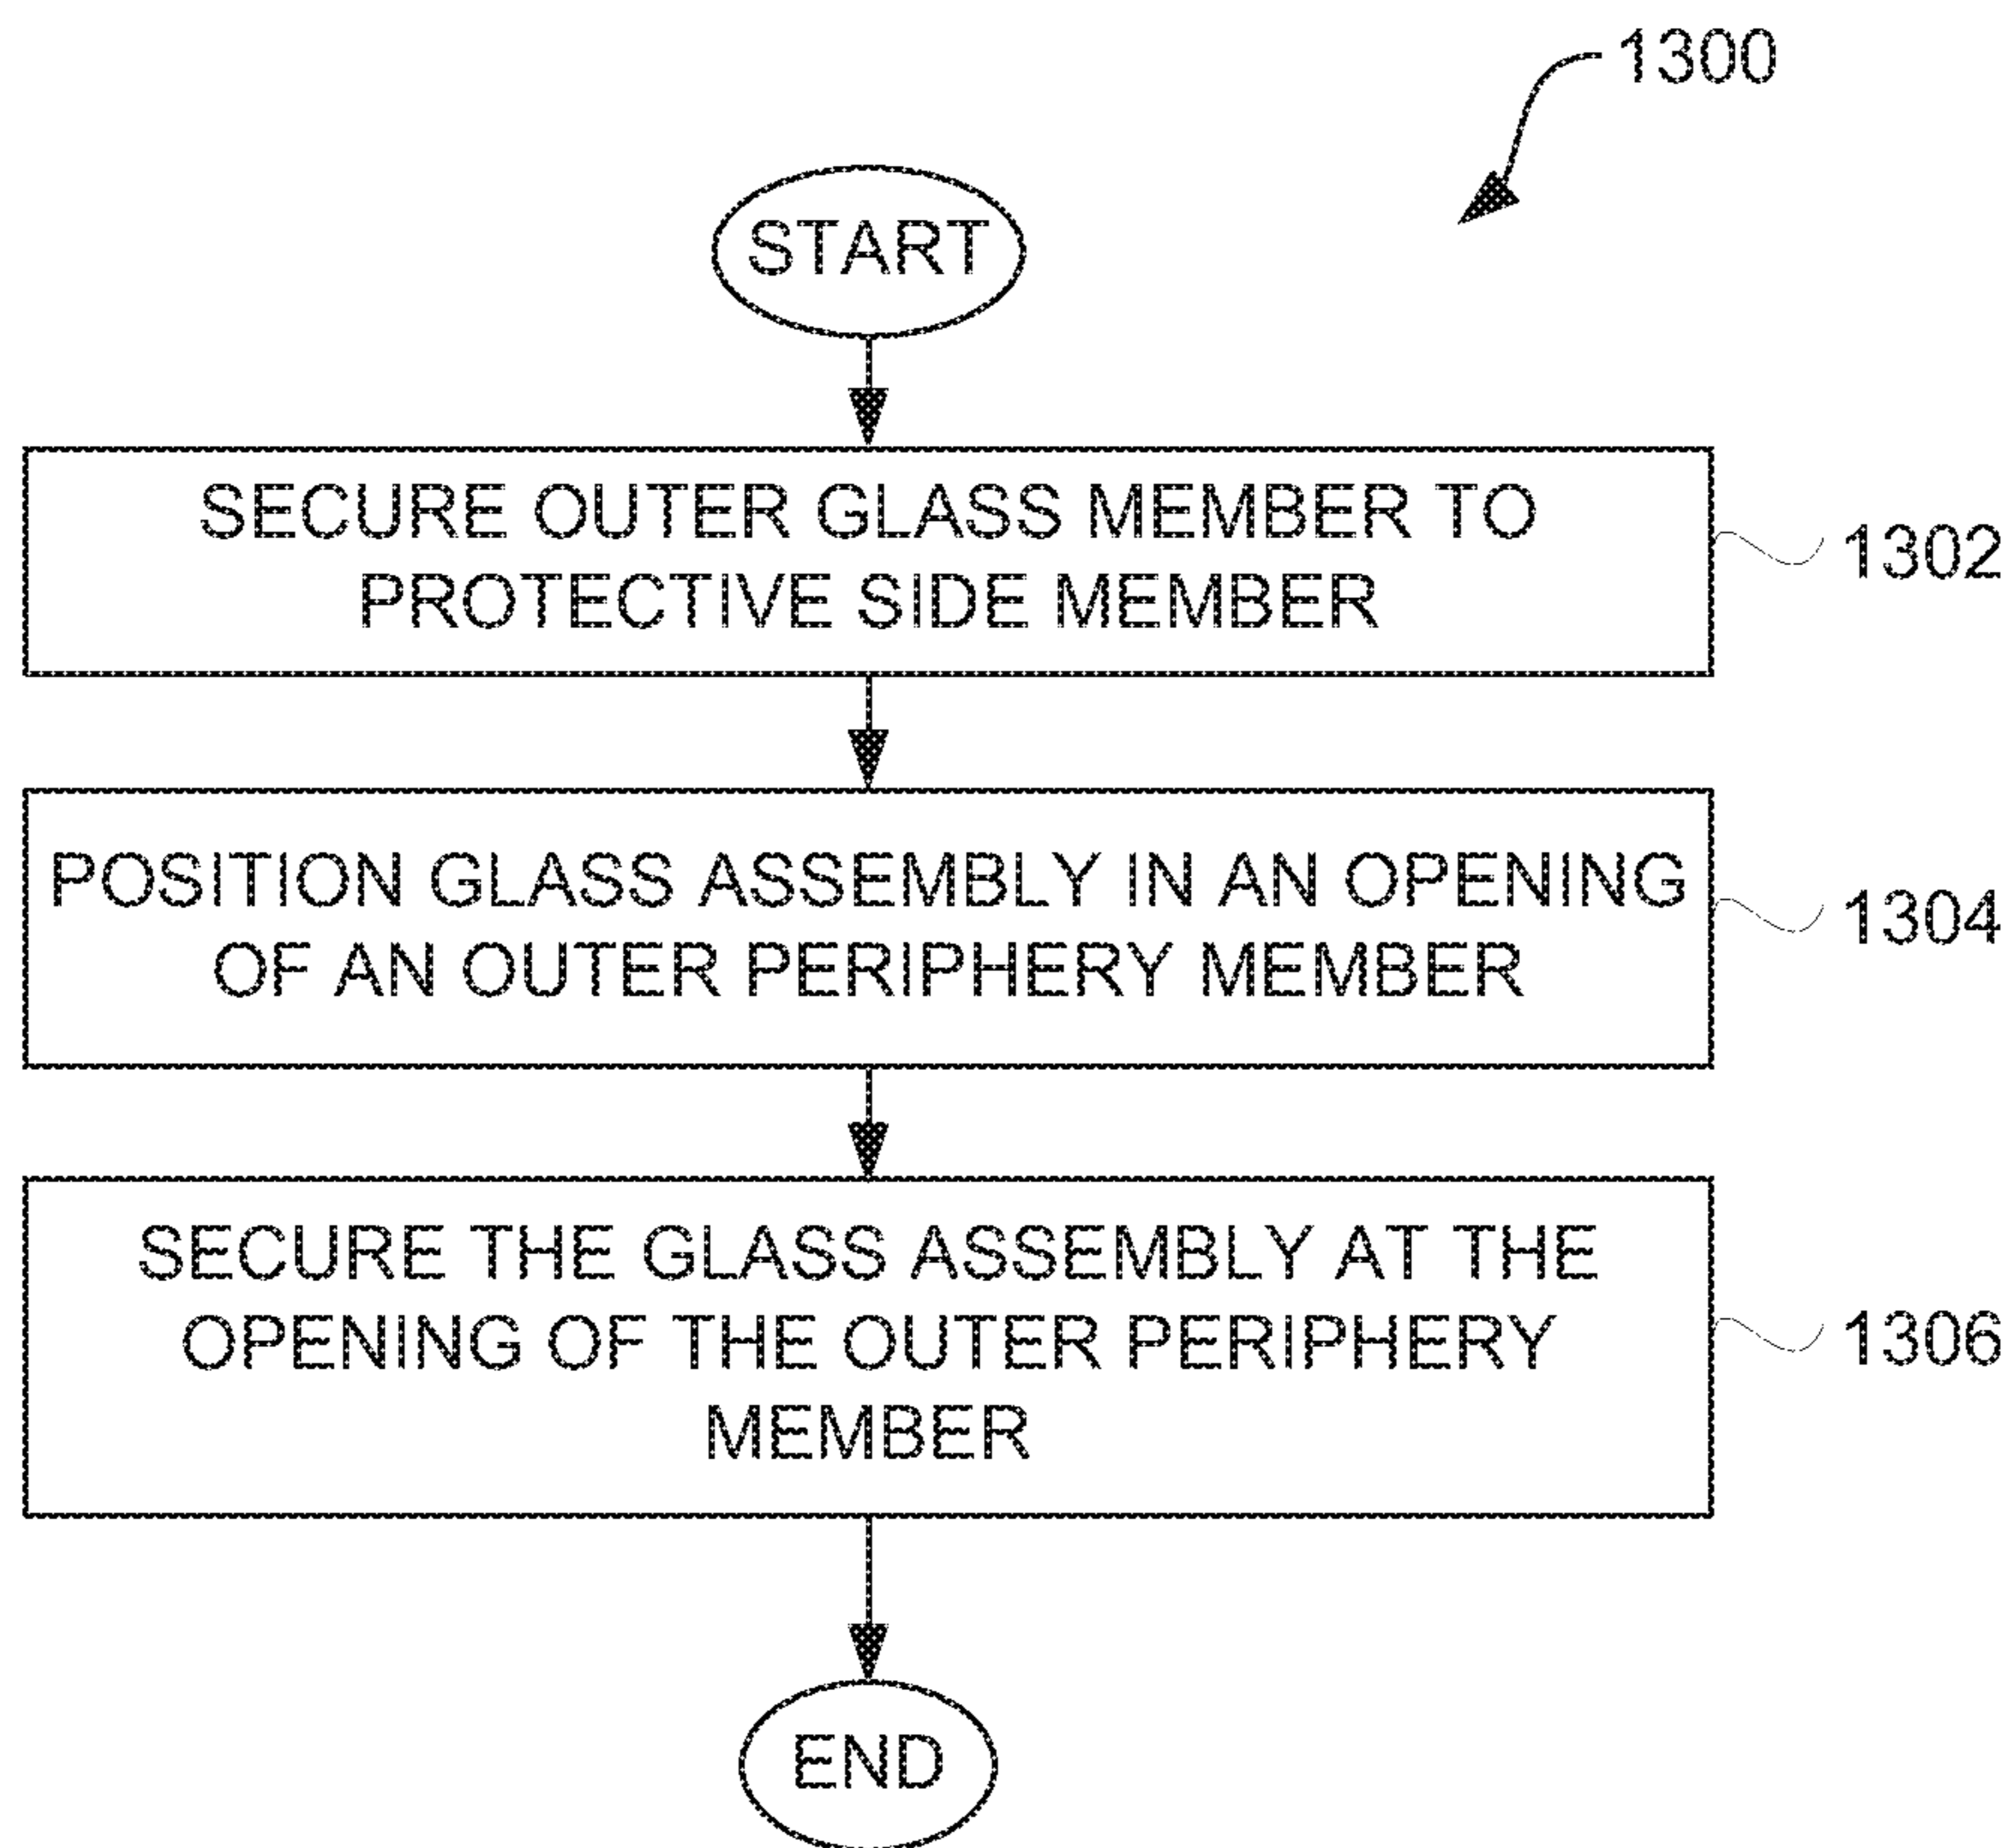 1300
START
SECURE OUTER GLASS MEMBER TO
PROTECTIVE SIDE MEMBER
1302
POSITION GLASS ASSEMBLY IN AN OPENING
OF AN OUTER PERIPHERY MEMBER
1304
SECURE THE GLASS ASSEMBLY AT THE
OPENING OF THE OUTER PERIPHERY
MEMBER
1306
END